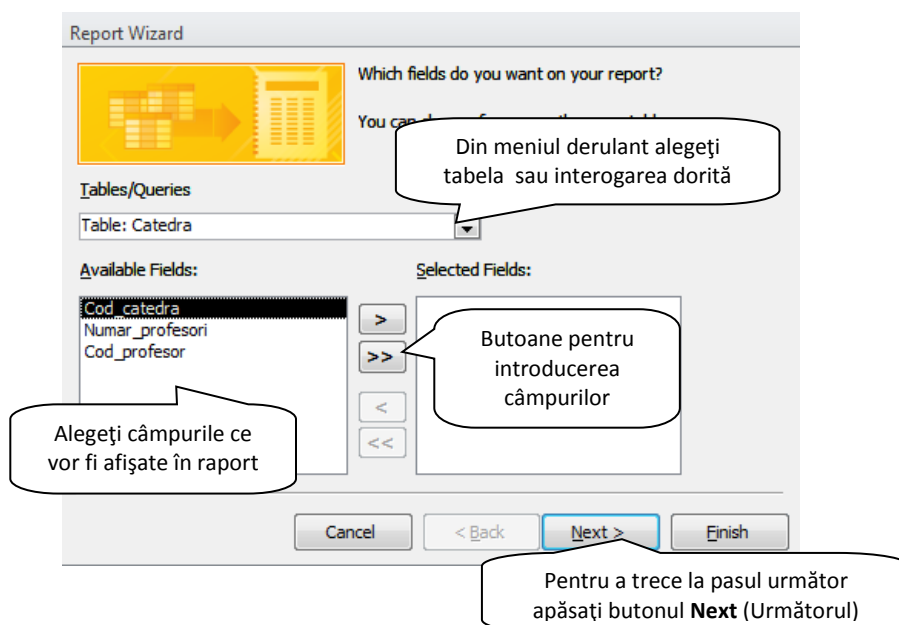 Report Wizard
Which fields do you want on your report?
You can
Din meniul derulant alegeţi
tabela sau interogarea dorită
Tables/Queries
Table: Catedra
Available Fields:
Selected Fields:
Cod_catedra
Numar_profesori
Cod_profesor
>
>>
<
<<
Butoane pentru
introducerea
câmpurilor
Alegeţi câmpurile ce
vor fi afişate în raport
Cancel
< Back
Next >
Finish
Pentru a trece la pasul următor
apăsaţi butonul Next (Următorul)